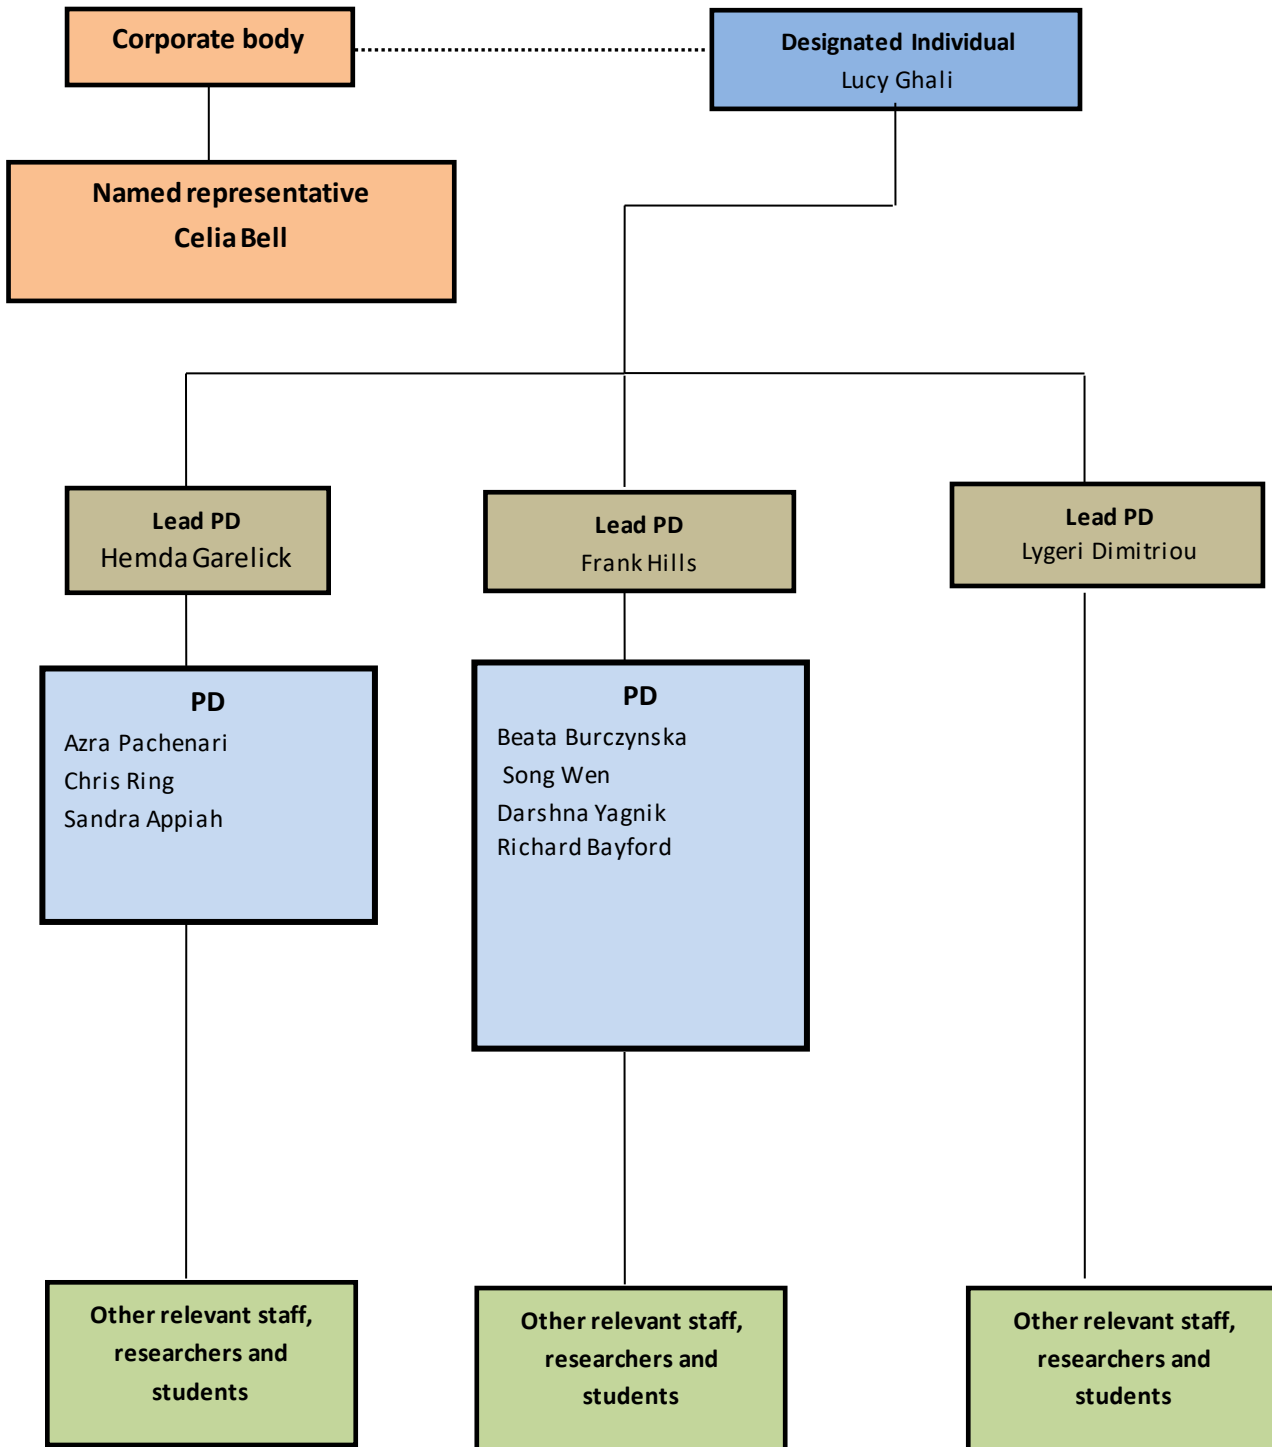 Corporate body
Designated Individual
Lucy Ghali
Named representative
Celia Bell
Lead PD
Hemda Garelick
Lead PD
Frank Hills
Lead PD
Lygeri Dimitriou
PD
Azra Pachenari
Chris Ring
Sandra Appiah
PD
Beata Burczynska
Song Wen
Darshna Yagnik
Richard Bayford
Other relevant staff,
researchers and
students
Other relevant staff,
researchers and
students
Other relevant staff,
researchers and
students